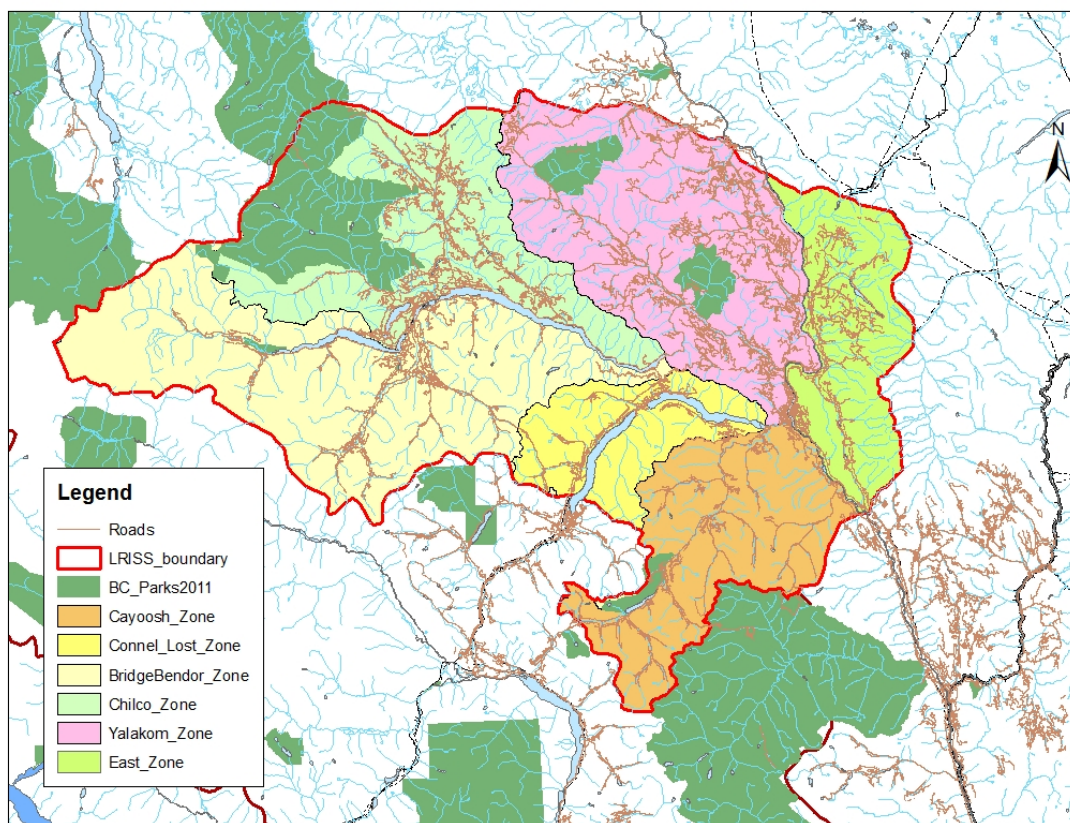 N
Legend
Roads
LRISS_boundary
BC_Parks2011
Cayoosh_Zone
Connel_Lost_Zone
BridgeBendor_Zone
Chilco_Zone
Yalakom_Zone
East_Zone